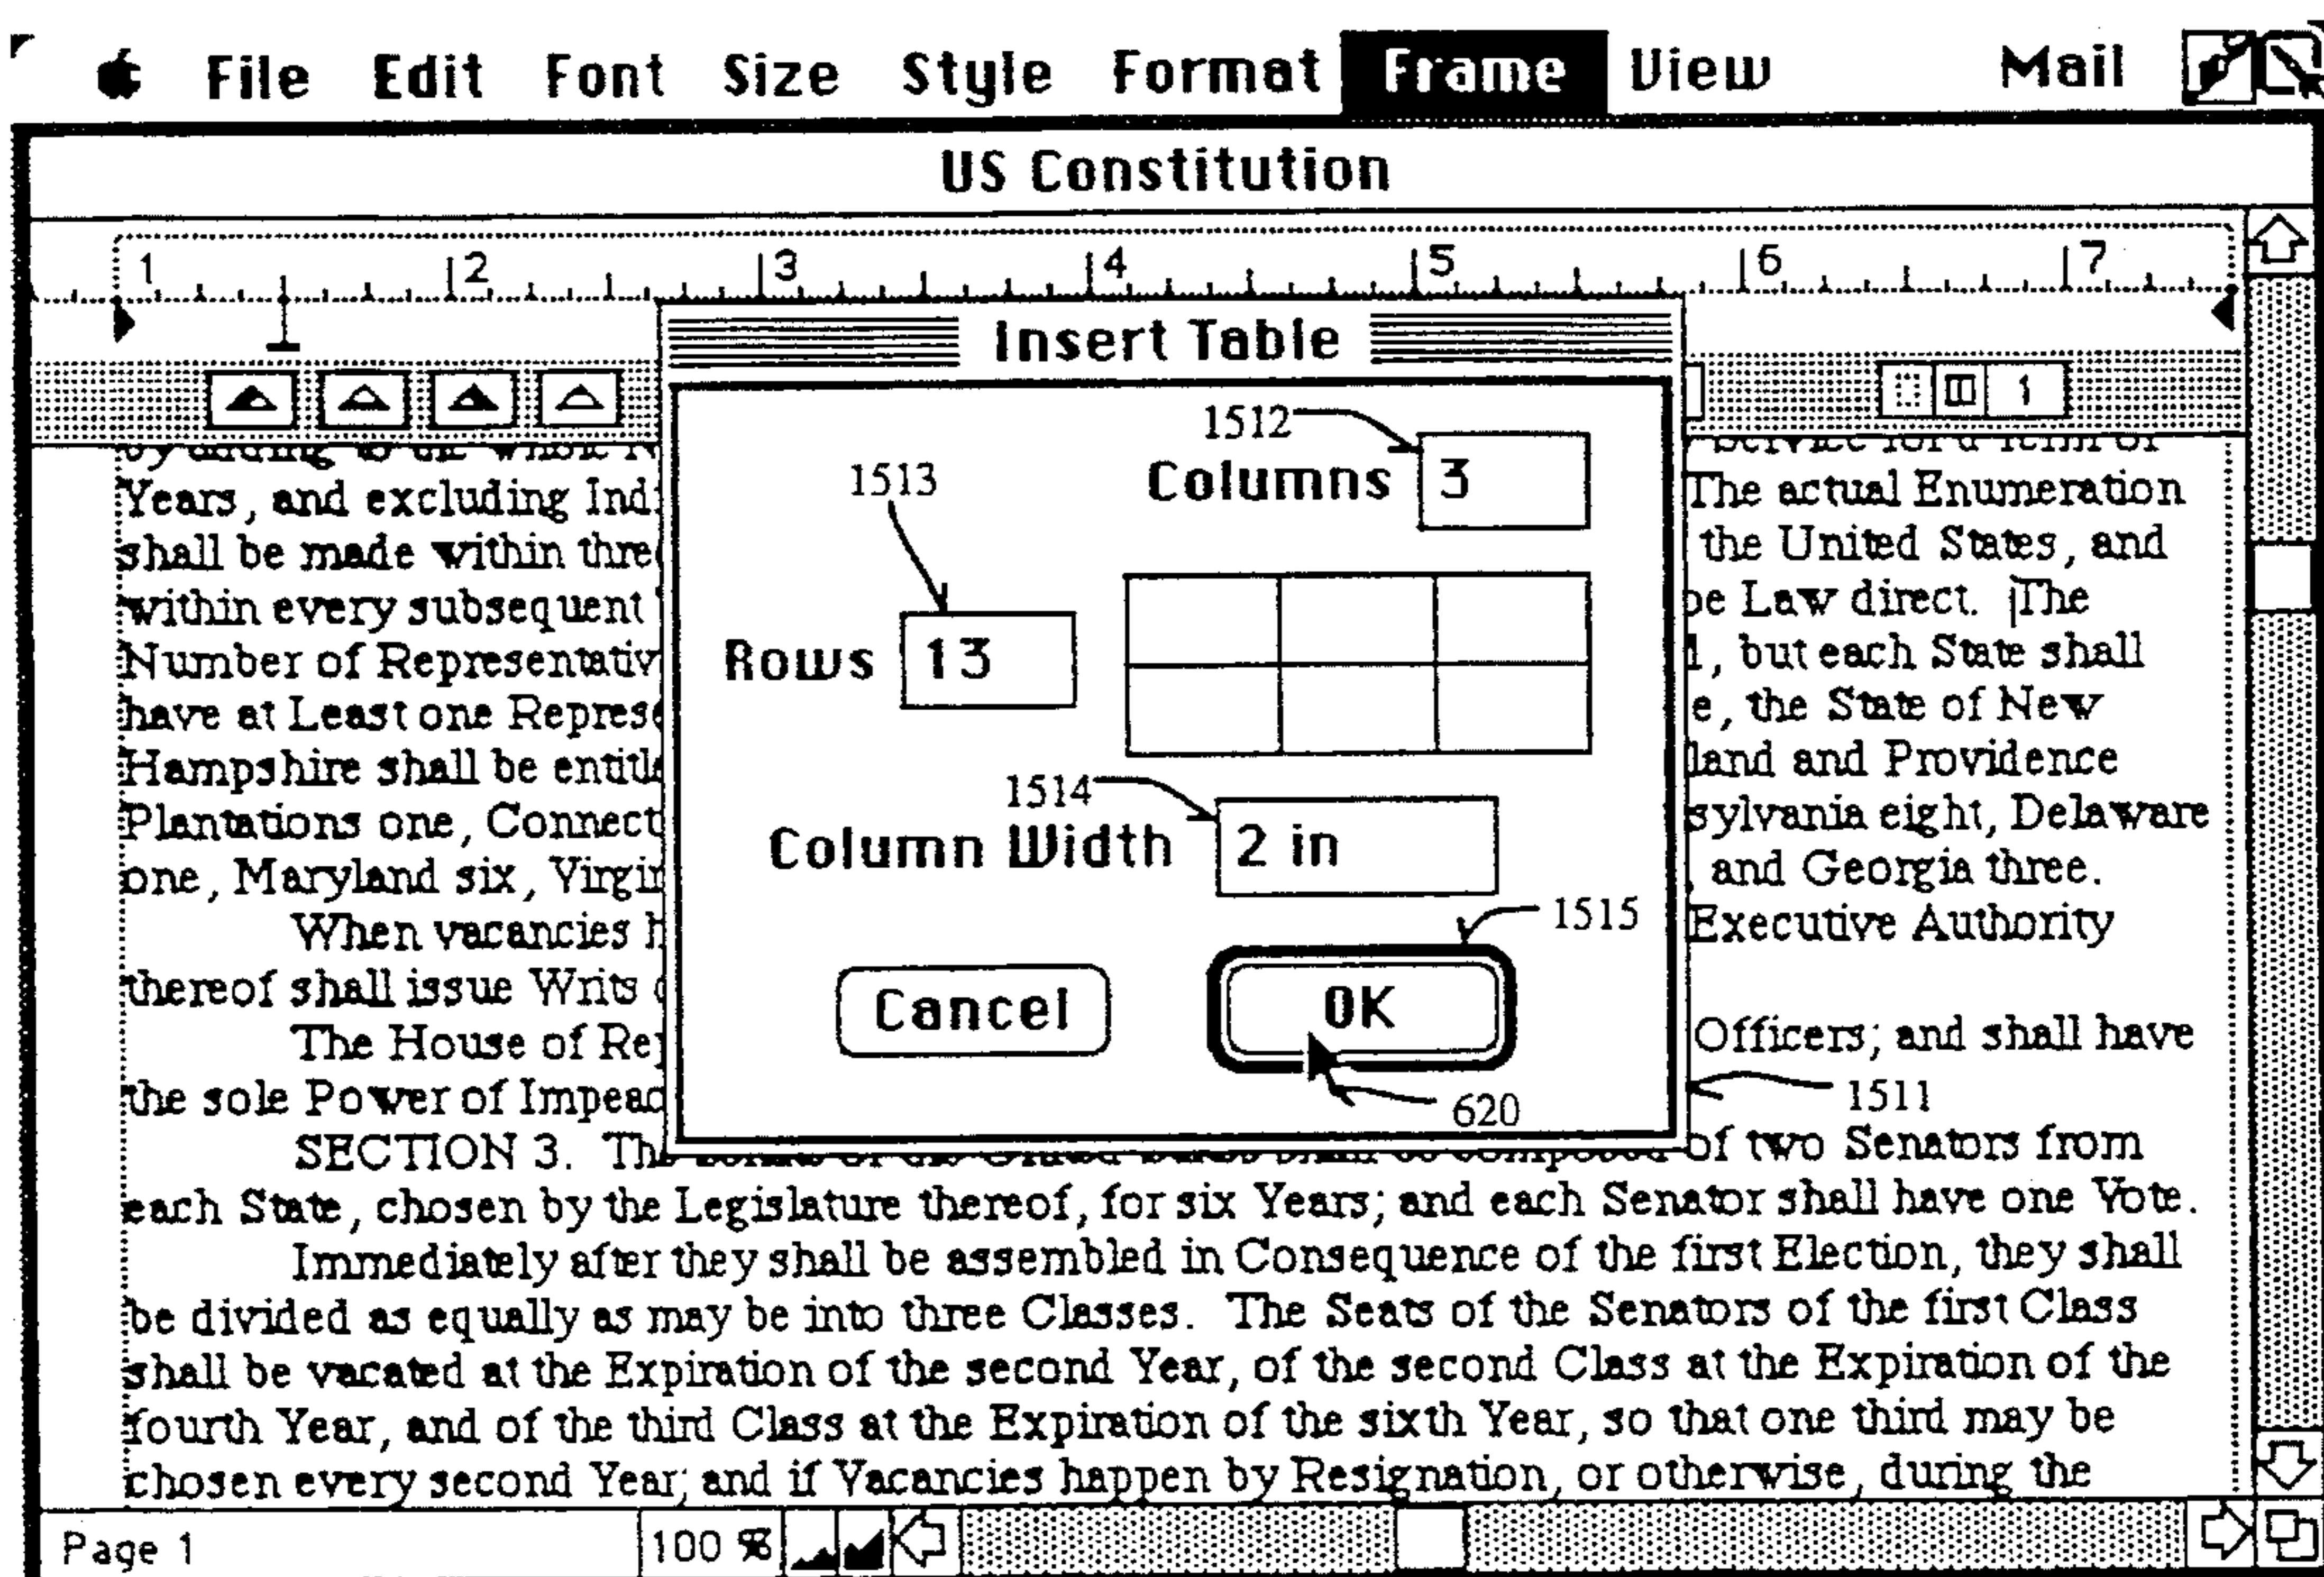 File Edit Font Size Style Format Frame View Mail
US Constitution
1 2 3 4 5 6 7
Insert Table
1
1512
Columns 3
1513
Rows 13
1514
Column Width 2 in
1515
Cancel OK
620
1511
Years, and excluding Ind The actual Enumeration
shall be made within thre the United States, and
within every subsequent be Law direct. The
Number of Representativ , but each State shall
have at Least one Repres e, the State of New
Hampshire shall be entitl land and Providence
Plantations one, Connect sylvania eight, Delaware
one, Maryland six, Virgin , and Georgia three.
When vacancies h Executive Authority
thereof shall issue Writs
The House of Re Officers; and shall have
the sole Power of Impeac
SECTION 3. Th of two Senators from
each State, chosen by the Legislature thereof, for six Years; and each Senator shall have one Vote.
Immediately after they shall be assembled in Consequence of the first Election, they shall
be divided as equally as may be into three Classes. The Seats of the Senators of the first Class
shall be vacated at the Expiration of the second Year, of the second Class at the Expiration of the
fourth Year, and of the third Class at the Expiration of the sixth Year, so that one third may be
chosen every second Year; and if Vacancies happen by Resignation, or otherwise, during the
Page 1 100 %